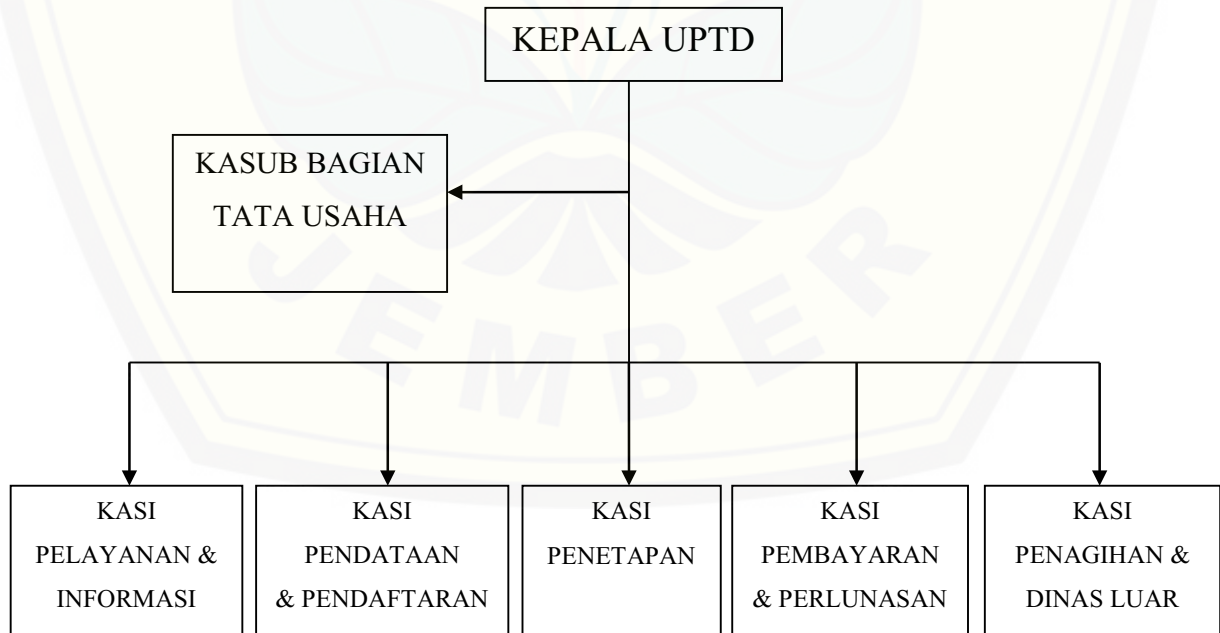 KEPALA UPTD
KASUB BAGIAN
TATA USAHA
JEMBER
KASI
PELAYANAN &
INFORMASI
KASI
PENDATAAN
& PENDAFTARAN
KASI
PENETAPAN
KASI
PEMBAYARAN
& PERLUNASAN
KASI
PENAGIHAN &
DINAS LUAR